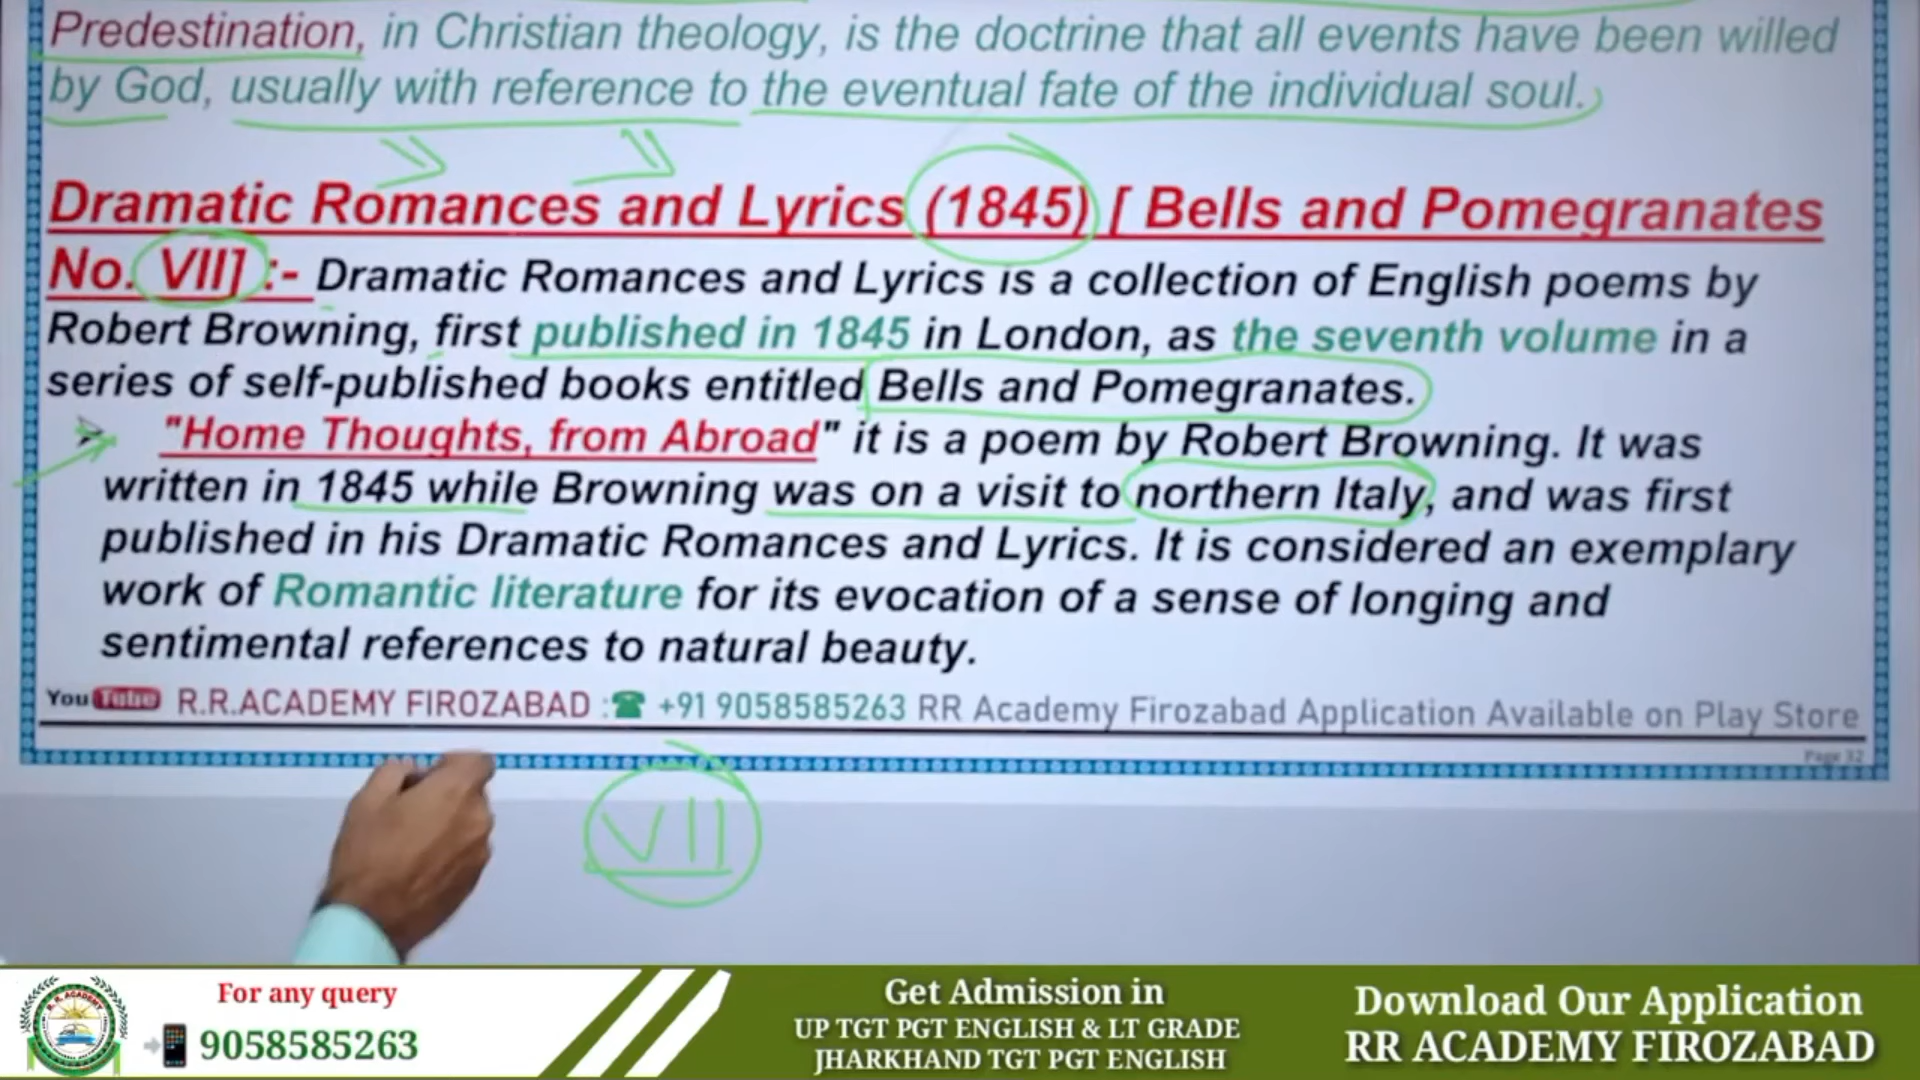 Predestination, in Christian theology, is the doctrine that all events have been willed
by God, usually with reference to the eventual fate of the individual soul.
Dramatic Romances and Lyrics (1845) [ Bells and Pomegranates
No. VII] :- Dramatic Romances and Lyrics is a collection of English poems by
Robert Browning, first published in 1845 in London, as the seventh volume in a
series of self-published books entitled Bells and Pomegranates.
"Home Thoughts, from Abroad" it is a poem by Robert Browning. It was
written in 1845 while Browning was on a visit to northern Italy, and was first
published in his Dramatic Romances and Lyrics. It is considered an exemplary
work of Romantic literature for its evocation of a sense of longing and
sentimental references to natural beauty.
YouTube R.R.ACADEMY FIROZABAD :☎ +91 9058585263 RR Academy Firozabad Application Available on Play Store
Page 32
VII
For any query
9058585263
Get Admission in
UP TGT PGT ENGLISH & LT GRADE
JHARKHAND TGT PGT ENGLISH
Download Our Application
RR ACADEMY FIROZABAD